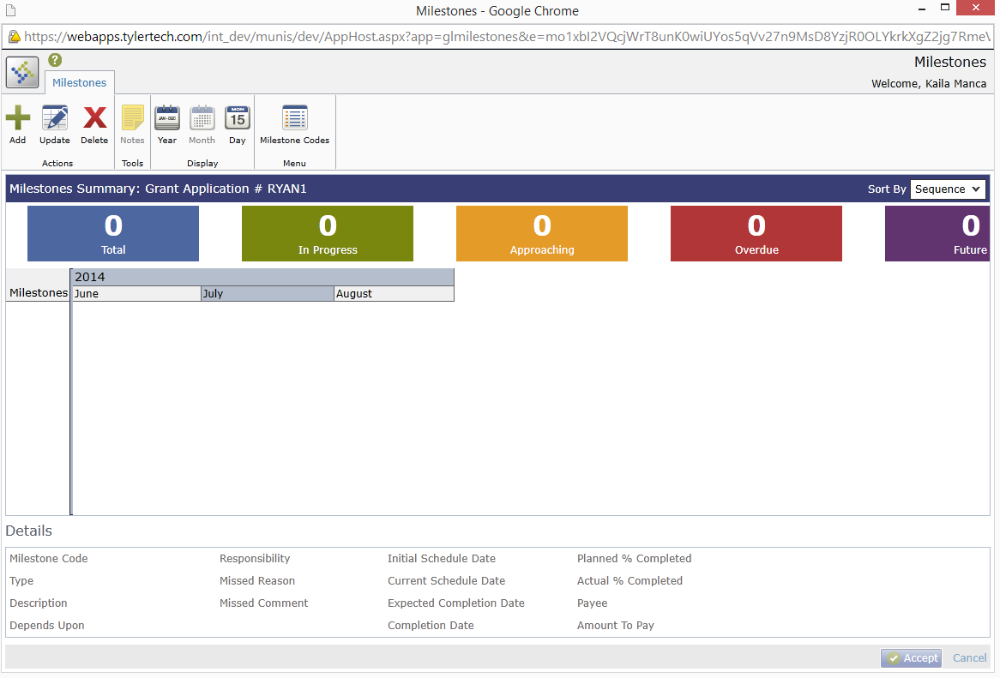 Milestones - Google Chrome
https://webapps.tylertech.com/int_dev/munis/dev/AppHost.aspx?app=glmilestones&e=mo1xbI2VQcjWrT8unK0wiUYos5qVv27n9MsD8YzjR0OLYkrkXgZ2jg7RmeV
?
Milestones
Milestones
Welcome, Kaila Manca
Add Update Delete Notes Year Month Day Milestone Codes
JAN - DEC MON 15
Actions Tools Display Menu
Milestones Summary: Grant Application # RYAN1 Sort By Sequence
0 0 0 0 0
Total In Progress Approaching Overdue Future
2014
Milestones June July August
Details
Milestone Code Responsibility Initial Schedule Date Planned % Completed
Type Missed Reason Current Schedule Date Actual % Completed
Description Missed Comment Expected Completion Date Payee
Depends Upon Completion Date Amount To Pay
Accept Cancel